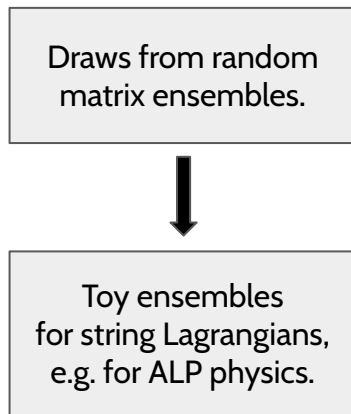 Draws from random
matrix ensembles.
Toy ensembles
for string Lagrangians,
e.g. for ALP physics.